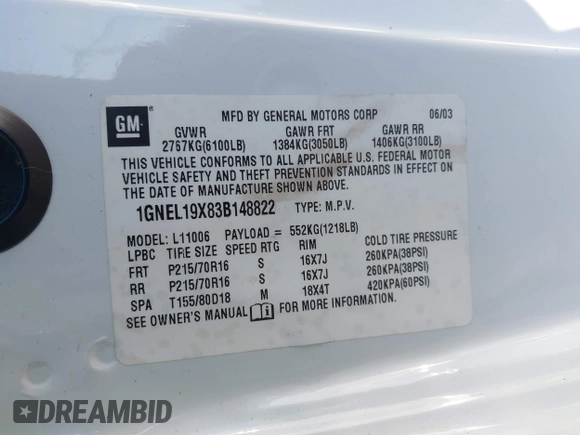 GM
MFD BY GENERAL MOTORS CORP 06/03
GVWR GAWR FRT GAWR RR
2767KG(6100LB) 1384KG(3050LB) 1406KG(3100LB)
THIS VEHICLE CONFORMS TO ALL APPLICABLE U.S. FEDERAL MOTOR
VEHICLE SAFETY AND THEFT PREVENTION STANDARDS IN EFFECT ON
THE DATE OF MANUFACTURE SHOWN ABOVE.
1GNEL19X83B148822 TYPE: M.P.V.
MODEL: L11006 PAYLOAD = 552KG(1218LB)
LPBC TIRE SIZE SPEED RTG RIM COLD TIRE PRESSURE
FRT P215/70R16 S 16X7J 260KPA(38PSI)
RR P215/70R16 S 16X7J 260KPA(38PSI)
SPA T155/80D18 M 18X4T 420KPA(60PSI)
SEE OWNER'S MANUAL FOR MORE INFORMATION
DREAMBID